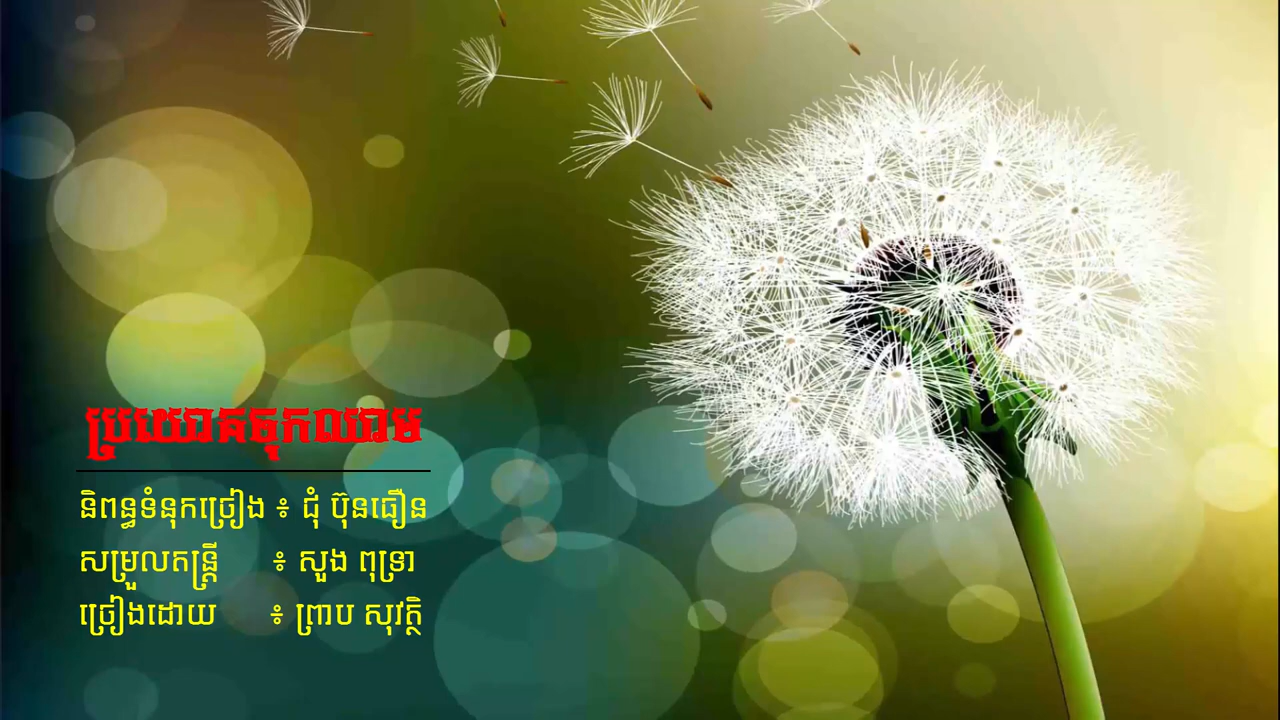 ប្រយោគទុកឈាម
និពន្ធទំនុកច្រៀង ៖ ជុំ ប៊ុនធឿន
សម្រួលតន្ត្រី ៖ សួង ពុទ្រា
ច្រៀងដោយ ៖ ព្រាប សុវត្ថិ